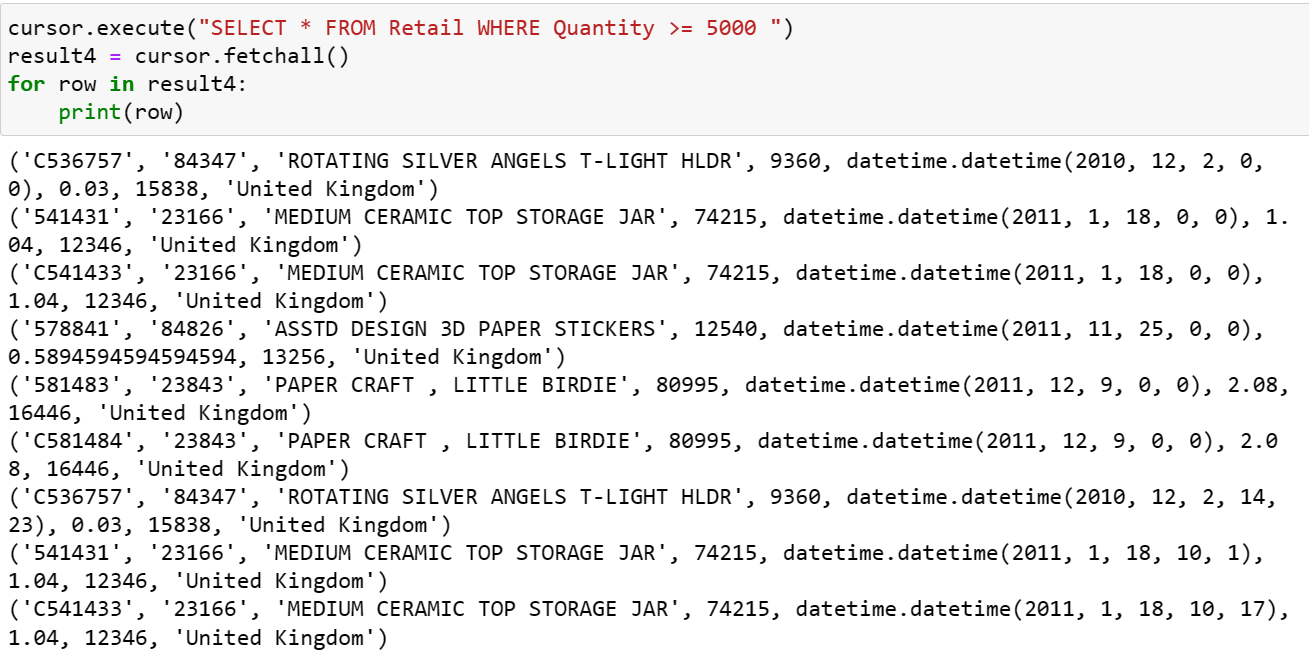 cursor.execute("SELECT * FROM Retail WHERE Quantity >= 5000 ")
result4 = cursor.fetchall()
for row in result4:
    print(row)
('C536757', '84347', 'ROTATING SILVER ANGELS T-LIGHT HLDR', 9360, datetime.datetime(2010, 12, 2, 0,
0), 0.03, 15838, 'United Kingdom')
('541431', '23166', 'MEDIUM CERAMIC TOP STORAGE JAR', 74215, datetime.datetime(2011, 1, 18, 0, 0), 1.
04, 12346, 'United Kingdom')
('C541433', '23166', 'MEDIUM CERAMIC TOP STORAGE JAR', 74215, datetime.datetime(2011, 1, 18, 0, 0),
1.04, 12346, 'United Kingdom')
('578841', '84826', 'ASSTD DESIGN 3D PAPER STICKERS', 12540, datetime.datetime(2011, 11, 25, 0, 0),
0.5894594594594594, 13256, 'United Kingdom')
('581483', '23843', 'PAPER CRAFT , LITTLE BIRDIE', 80995, datetime.datetime(2011, 12, 9, 0, 0), 2.08,
16446, 'United Kingdom')
('C581484', '23843', 'PAPER CRAFT , LITTLE BIRDIE', 80995, datetime.datetime(2011, 12, 9, 0, 0), 2.0
8, 16446, 'United Kingdom')
('C536757', '84347', 'ROTATING SILVER ANGELS T-LIGHT HLDR', 9360, datetime.datetime(2010, 12, 2, 14,
23), 0.03, 15838, 'United Kingdom')
('541431', '23166', 'MEDIUM CERAMIC TOP STORAGE JAR', 74215, datetime.datetime(2011, 1, 18, 10, 1),
1.04, 12346, 'United Kingdom')
('C541433', '23166', 'MEDIUM CERAMIC TOP STORAGE JAR', 74215, datetime.datetime(2011, 1, 18, 10, 17),
1.04, 12346, 'United Kingdom')